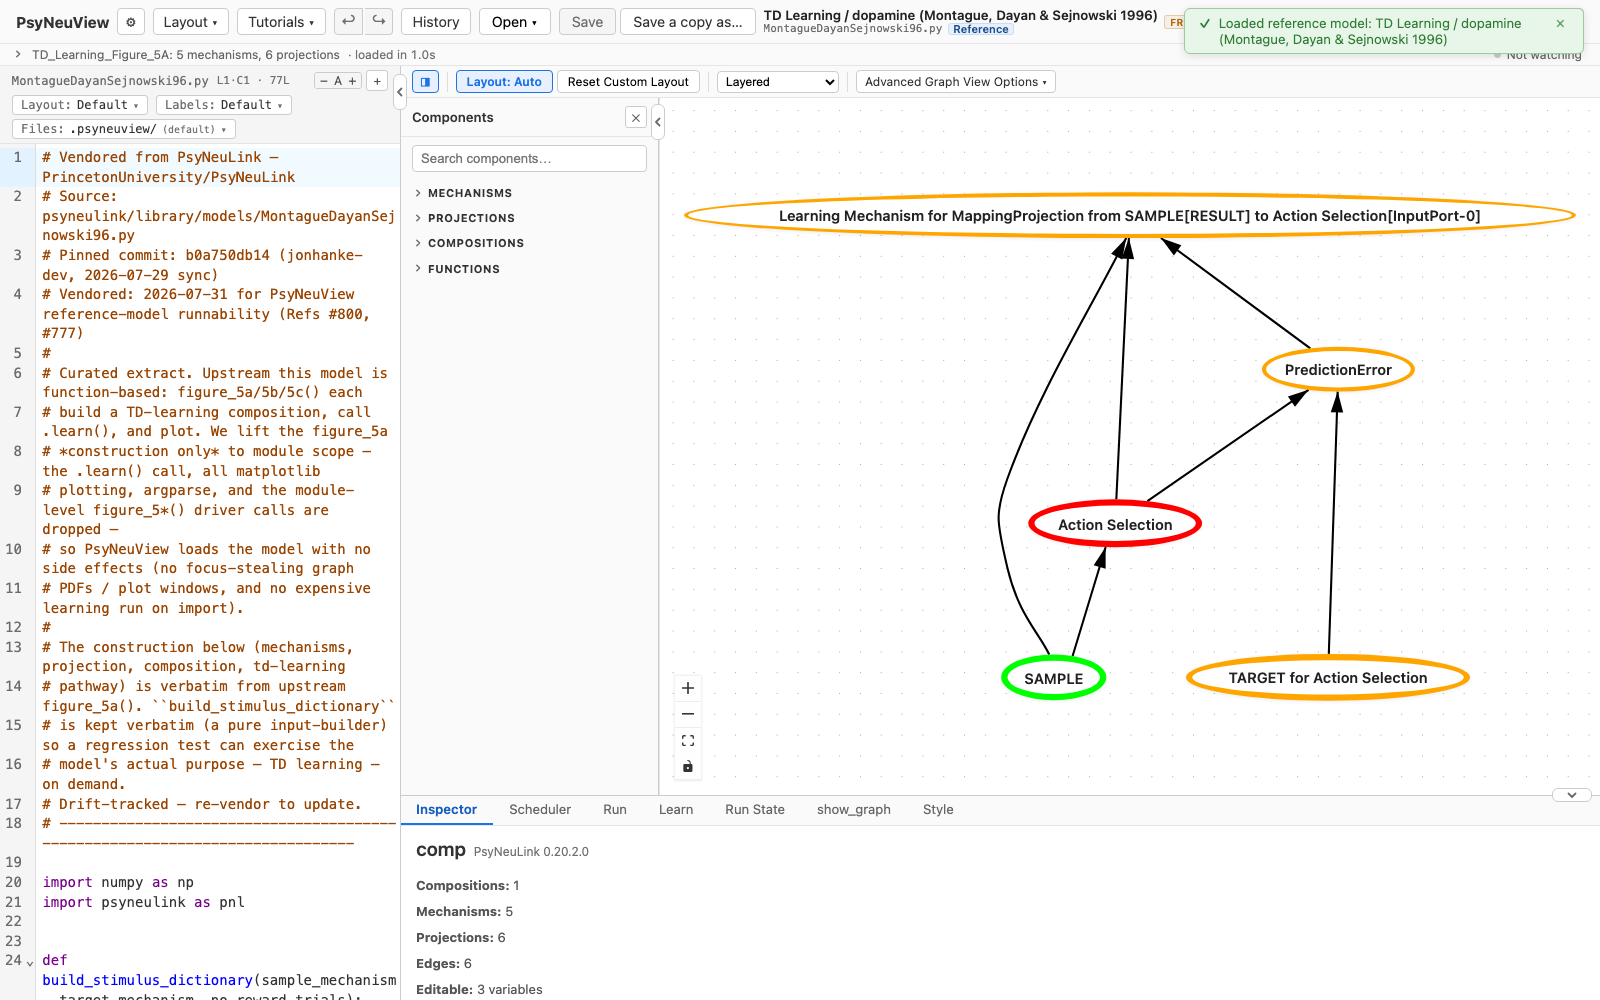 PsyNeuView
⚙
Layout ▾
Tutorials ▾
↩
↪
History
Open ▾
Save
Save a copy as...
TD Learning / dopamine (Montague, Dayan & Sejnowski 1996)
MontagueDayanSejnowski96.py
Reference
✓ Loaded reference model: TD Learning / dopamine
(Montague, Dayan & Sejnowski 1996)
×
TD_Learning_Figure_5A: 5 mechanisms, 6 projections · loaded in 1.0s
Not watching
MontagueDayanSejnowski96.py L1:C1 · 77L
− A +
+
Layout: Default ▾
Labels: Default ▾
Files: .psyneuview/ (default) ▾
1 # Vendored from PsyNeuLink —
PrincetonUniversity/PsyNeuLink
2 # Source:
psyneulink/library/models/MontagueDayanSej
nowski96.py
3 # Pinned commit: b0a750db14 (jonhanke-
dev, 2026-07-29 sync)
4 # Vendored: 2026-07-31 for PsyNeuView
reference-model runnability (Refs #800,
#777)
5 #
6 # Curated extract. Upstream this model is
function-based: figure_5a/5b/5c() each
7 # build a TD-learning composition, call
.learn(), and plot. We lift the figure_5a
8 # *construction only* to module scope —
the .learn() call, all matplotlib
9 # plotting, argparse, and the module-
level figure_5*() driver calls are
dropped —
10 # so PsyNeuView loads the model with no
side effects (no focus-stealing graph
11 # PDFs / plot windows, and no expensive
learning run on import).
12 #
13 # The construction below (mechanisms,
projection, composition, td-learning
14 # pathway) is verbatim from upstream
figure_5a(). ``build_stimulus_dictionary``
15 # is kept verbatim (a pure input-builder)
so a regression test can exercise the
16 # model's actual purpose — TD learning —
on demand.
17 # Drift-tracked — re-vendor to update.
18 # ----------------------------------------
-------------------------------------
19
20 import numpy as np
21 import psyneulink as pnl
22
23
24 def
build_stimulus_dictionary(sample_mechanism
Layout: Auto
Reset Custom Layout
Layered
Advanced Graph View Options ▾
Components
×
Search components...
MECHANISMS
PROJECTIONS
COMPOSITIONS
FUNCTIONS
Learning Mechanism for MappingProjection from SAMPLE[RESULT] to Action Selection[InputPort-0]
PredictionError
Action Selection
SAMPLE
TARGET for Action Selection
+
−
Inspector
Scheduler
Run
Learn
Run State
show_graph
Style
comp PsyNeuLink 0.20.2.0
Compositions: 1
Mechanisms: 5
Projections: 6
Edges: 6
Editable: 3 variables